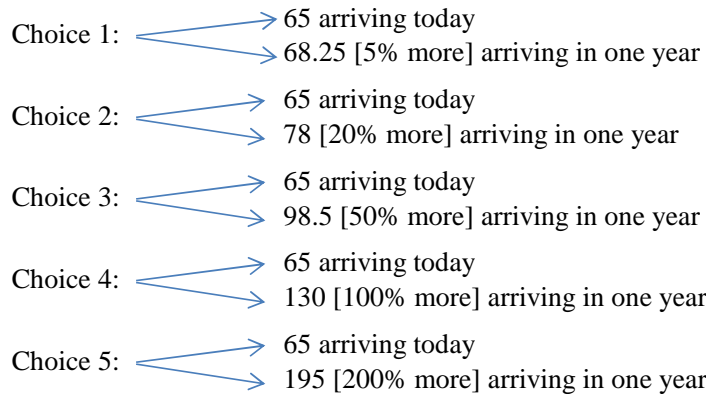 65 arriving today
Choice 1:
68.25 [5% more] arriving in one year
65 arriving today
Choice 2:
78 [20% more] arriving in one year
65 arriving today
Choice 3:
98.5 [50% more] arriving in one year
65 arriving today
Choice 4:
130 [100% more] arriving in one year
65 arriving today
Choice 5:
195 [200% more] arriving in one year